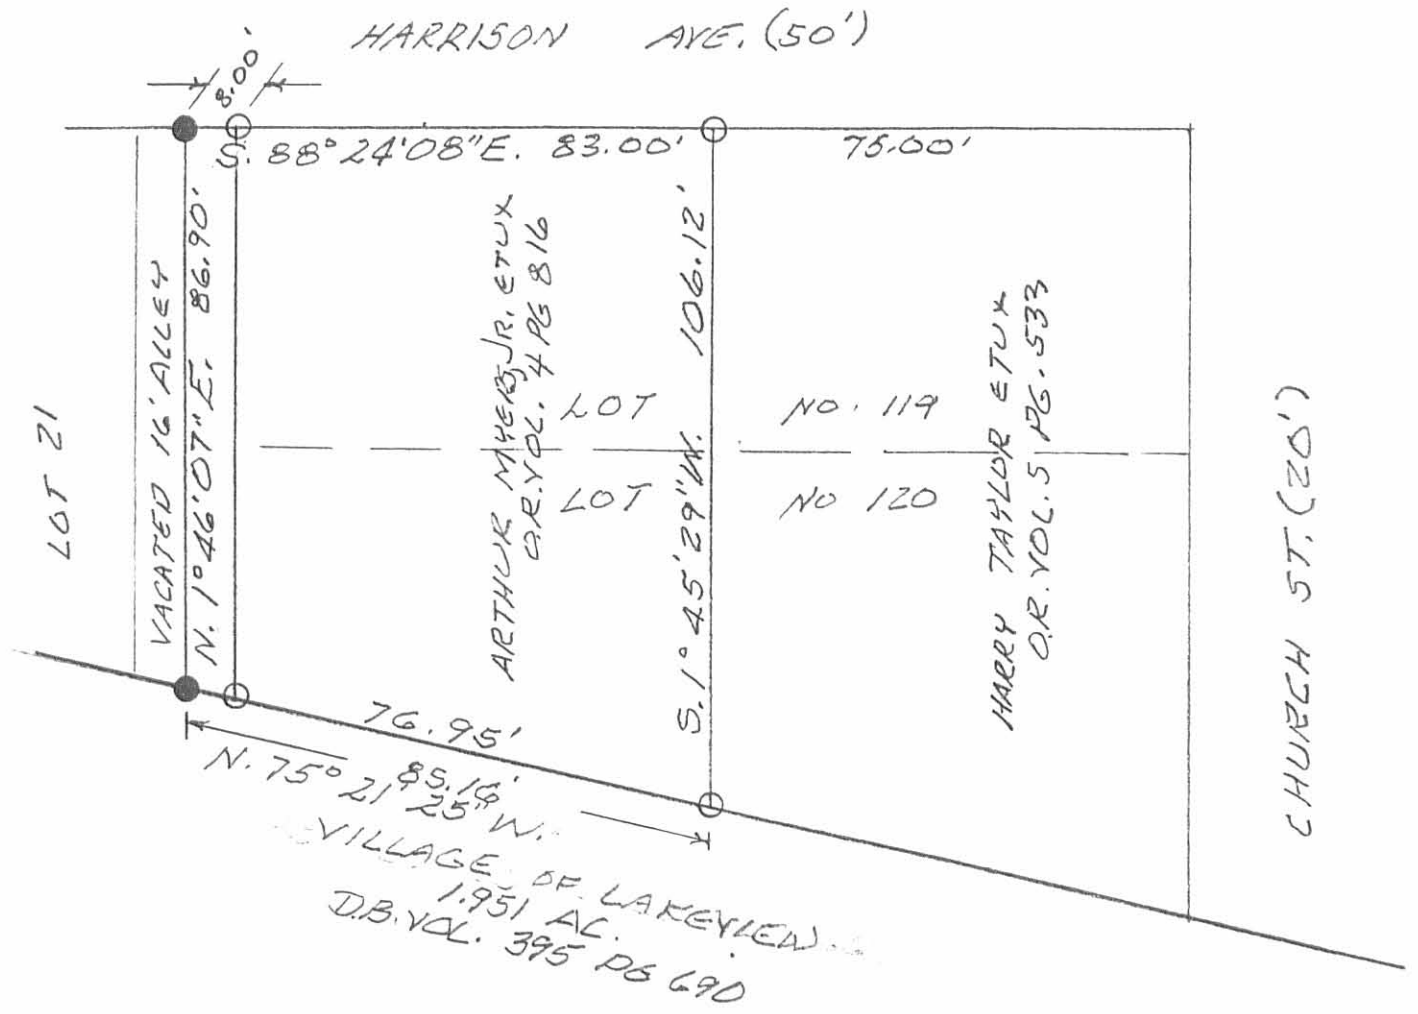 HARRISON AVE. (50')
8.00'
S. 88° 24' 08" E. 83.00'
75.00'
LOT 21
VACATED 16' ALLEY
N. 1° 46' 07" E. 86.90'
ARTHUR MYERS, JR. ETUX
O.R. VOL. 4 PG 816
S. 1° 45' 29" W. 106.12'
LOT NO. 119
LOT NO 120
HARRY TAYLOR ETUX
O.R. VOL. 5 PG. 533
CHURCH ST. (20')
76.95'
85.16'
N. 75° 21' 25" W.
VILLAGE OF LAKEVIEW
1.951 AC.
D.B. VOL. 395 PG 690